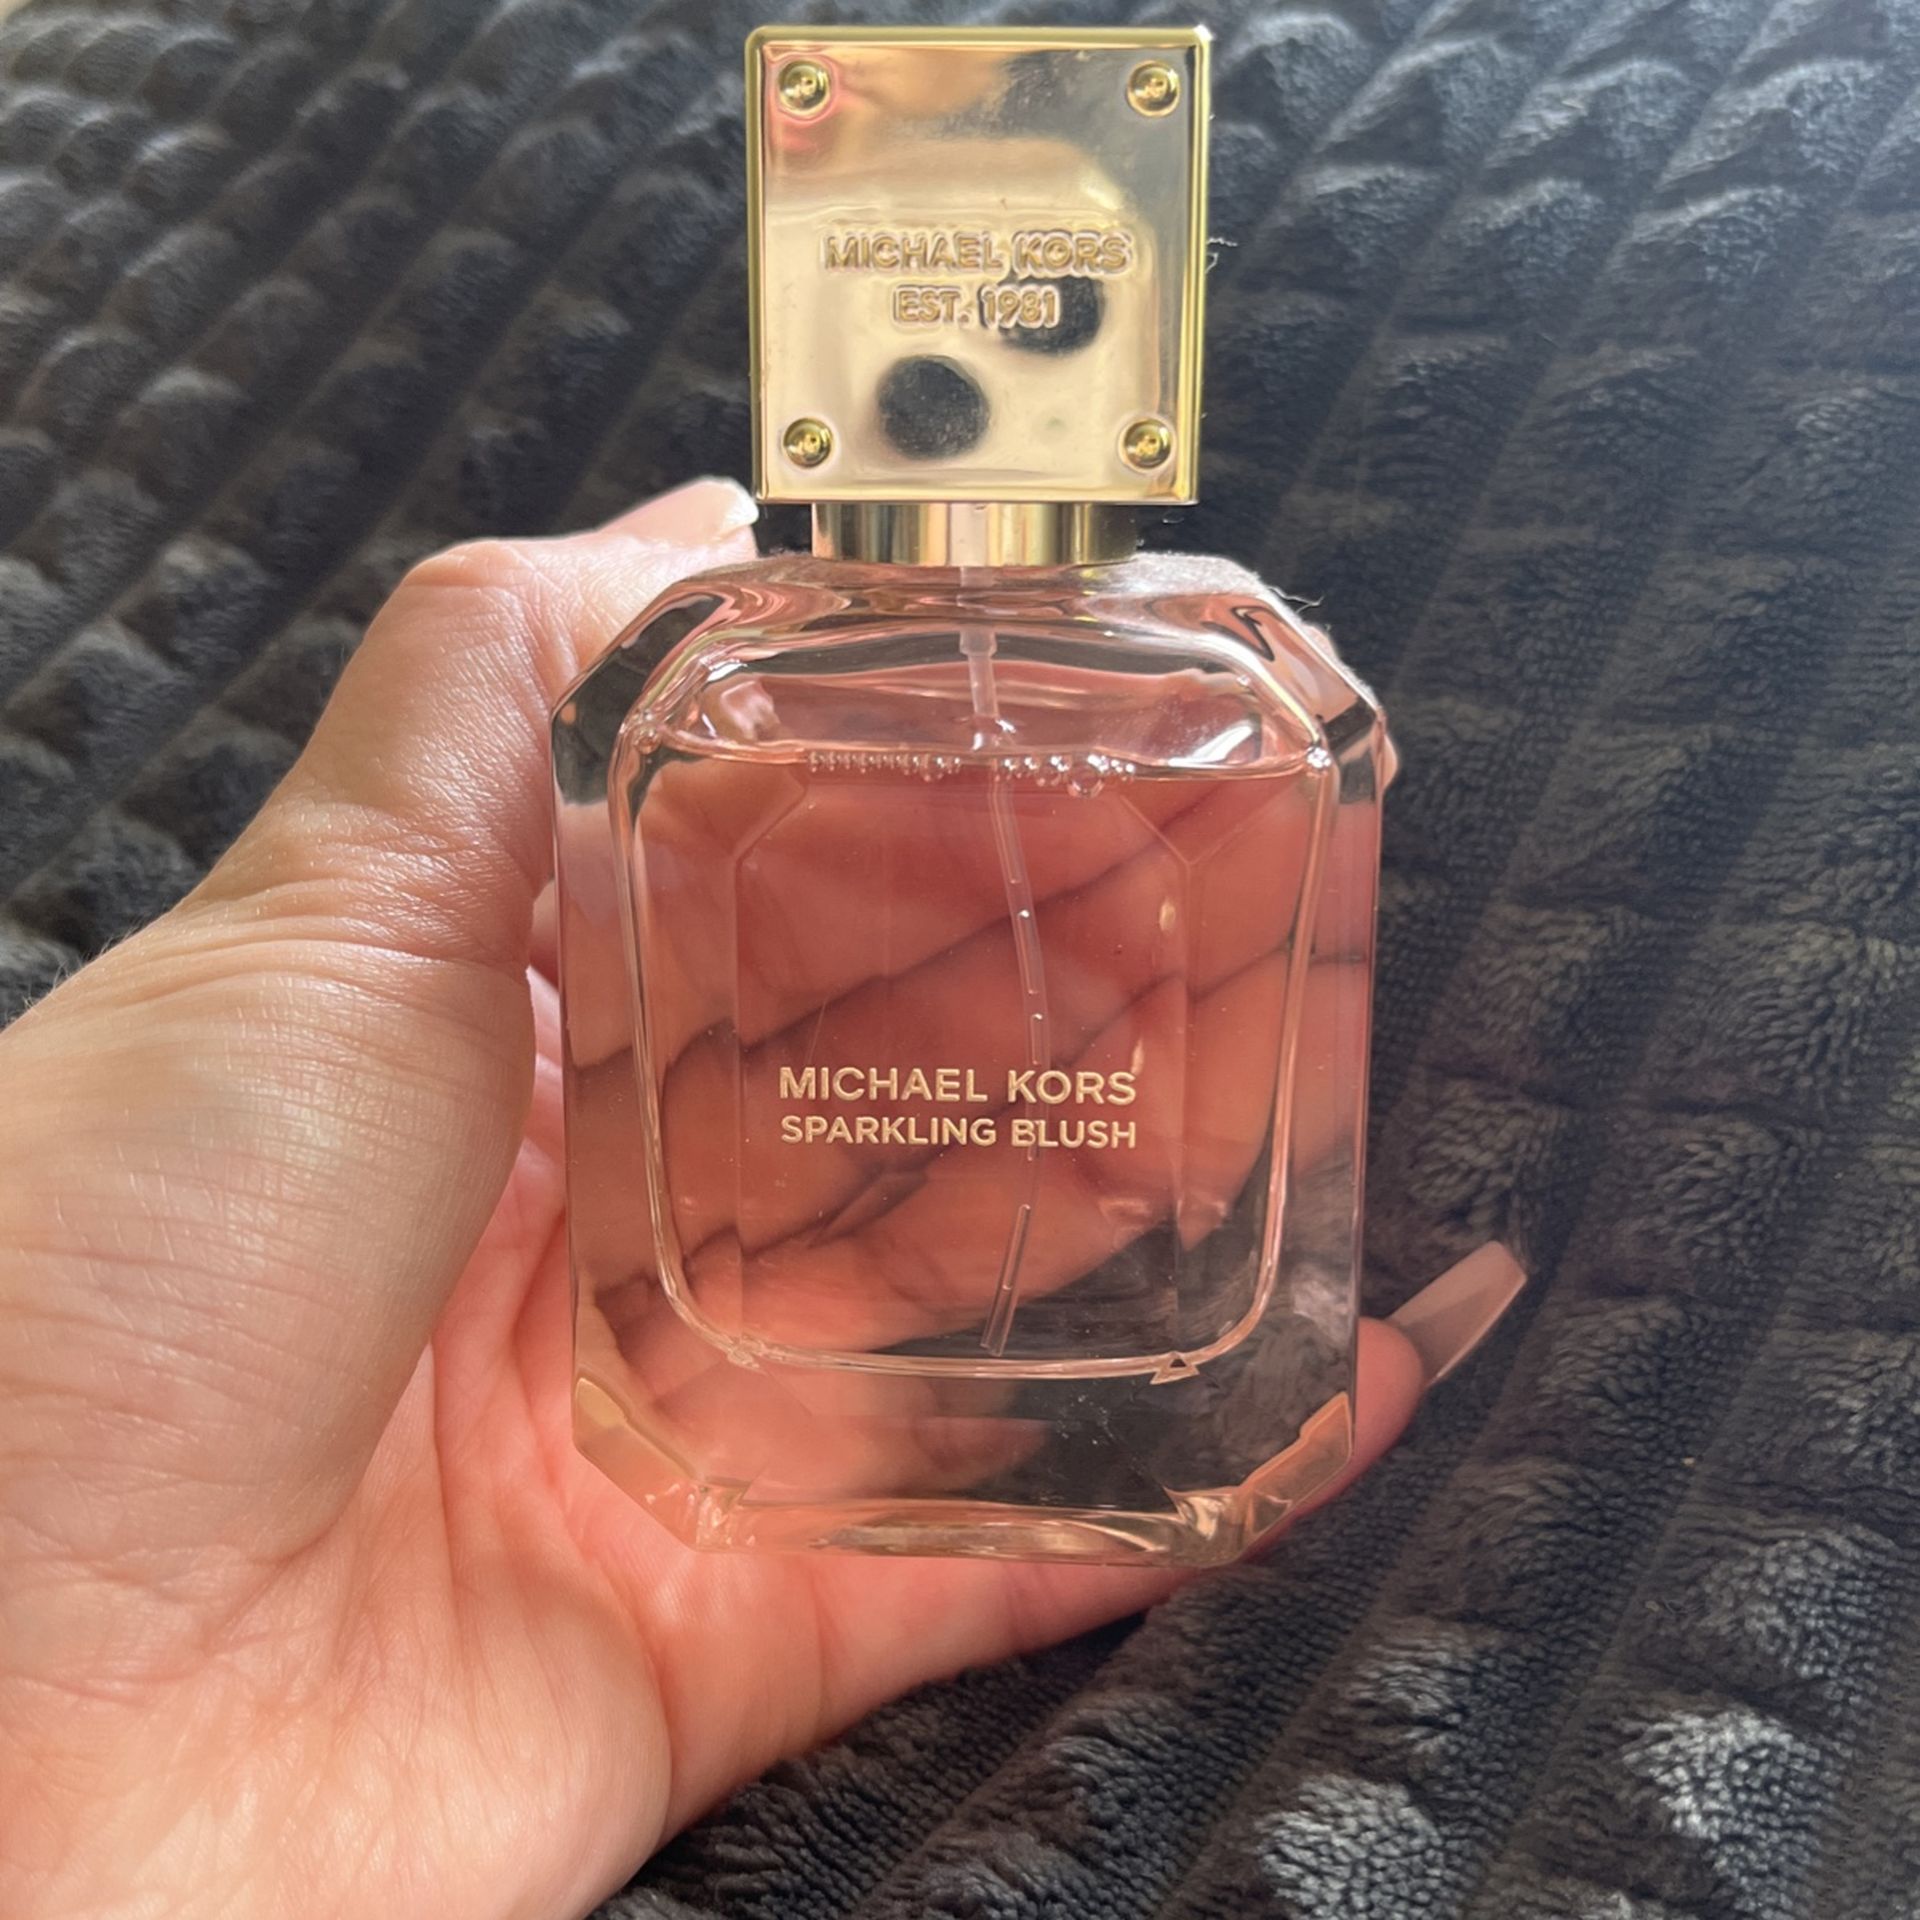 MICHAEL KORS
EST. 1981
MICHAEL KORS
SPARKLING BLUSH